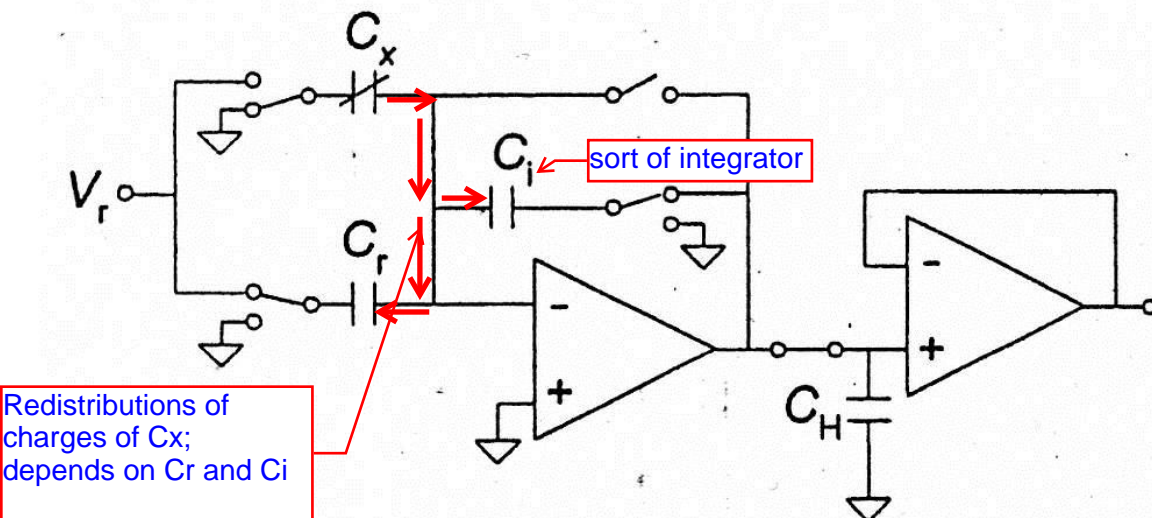 Cx
Ci
sort of integrator
Vr
Cr
-
+
-
+
CH
Redistributions of
charges of Cx;
depends on Cr and Ci